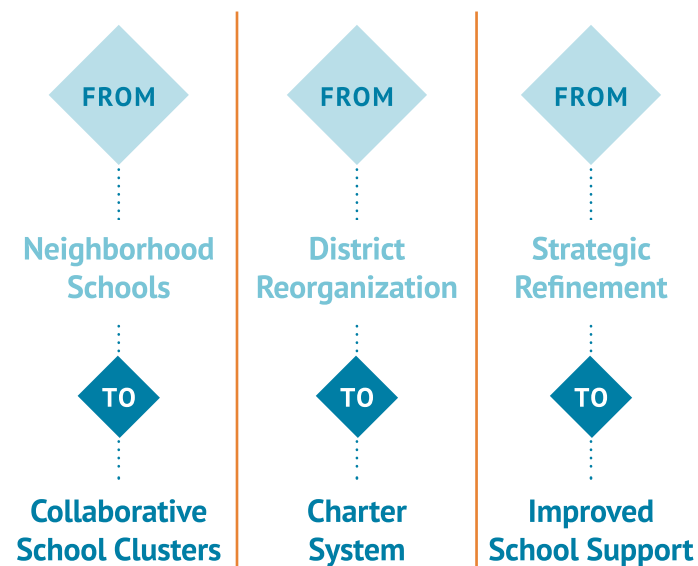 FROM
Neighborhood
Schools
TO
Collaborative
School Clusters
FROM
District
Reorganization
TO
Charter
System
FROM
Strategic
Refinement
TO
Improved
School Support